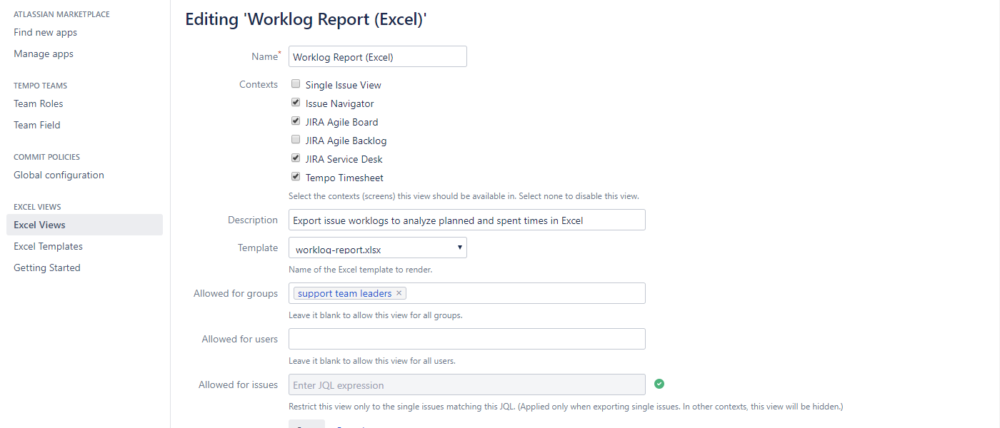 ATLASSIAN MARKETPLACE
Find new apps
Manage apps
TEMPO TEAMS
Team Roles
Team Field
COMMIT POLICIES
Global configuration
EXCEL VIEWS
Excel Views
Excel Templates
Getting Started
Editing 'Worklog Report (Excel)'
Name* Worklog Report (Excel)
Contexts Single Issue View
Issue Navigator
JIRA Agile Board
JIRA Agile Backlog
JIRA Service Desk
Tempo Timesheet
Select the contexts (screens) this view should be available in. Select none to disable this view.
Description Export issue worklogs to analyze planned and spent times in Excel
Template worklog-report.xlsx
Name of the Excel template to render.
Allowed for groups support team leaders ×
Leave it blank to allow this view for all groups.
Allowed for users
Leave it blank to allow this view for all users.
Allowed for issues Enter JQL expression
Restrict this view only to the single issues matching this JQL. (Applied only when exporting single issues. In other contexts, this view will be hidden.)